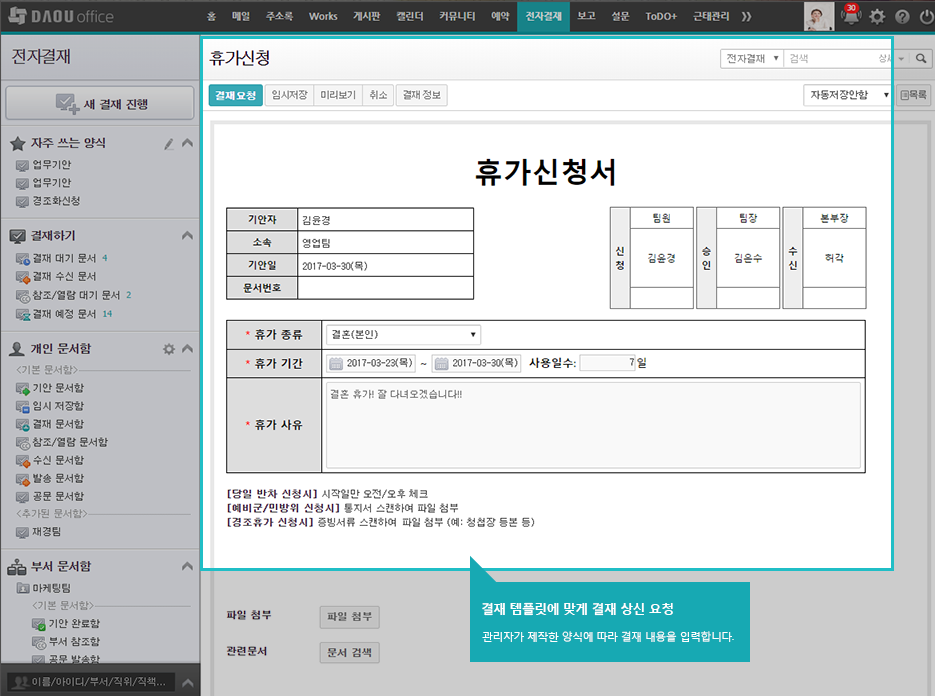 DAOU office
홈 메일 주소록 Works 게시판 캘린더 커뮤니티 예약 전자결재 보고 설문 ToDO+ 근태관리 》
30
전자결재
새 결재 진행
자주 쓰는 양식
업무기안
업무기안
경조화신청
결재하기
결재 대기 문서 4
결재 수신 문서
참조/열람 대기 문서 2
결재 예정 문서 14
개인 문서함
<기본 문서함>
기안 문서함
임시 저장함
결재 문서함
참조/열람 문서함
수신 문서함
발송 문서함
공문 문서함
<추가된 문서함>
재경팀
부서 문서함
마케팅팀
<기본 문서함>
기안 완료함
부서 참조함
공문 발송함
이름/아이디/부서/직위/직책...
휴가신청
전자결재 ▼ 검색 상세
결재요청 임시저장 미리보기 취소 결재 정보
자동저장안함 ▼ 목록
휴가신청서
기안자 김윤경
소속 영업팀
기안일 2017-03-30(목)
문서번호
신청 팀원 김윤경
승인 팀장 김은수
수신 본부장 허각
* 휴가 종류 결혼(본인) ▼
* 휴가 기간 2017-03-23(목) ~ 2017-03-30(목) 사용일수: 7 일
* 휴가 사유 결혼 휴가! 잘 다녀오겠습니다!!
[당일 반차 신청시] 시작일만 오전/오후 체크
[예비군/민방위 신청시] 통지서 스캔하여 파일 첨부
[경조휴가 신청시] 증빙서류 스캔하여 파일 첨부 (예: 청첩장 등본 등)
파일 첨부 파일 첨부
관련문서 문서 검색
결재 템플릿에 맞게 결재 상신 요청
관리자가 제작한 양식에 따라 결재 내용을 입력합니다.